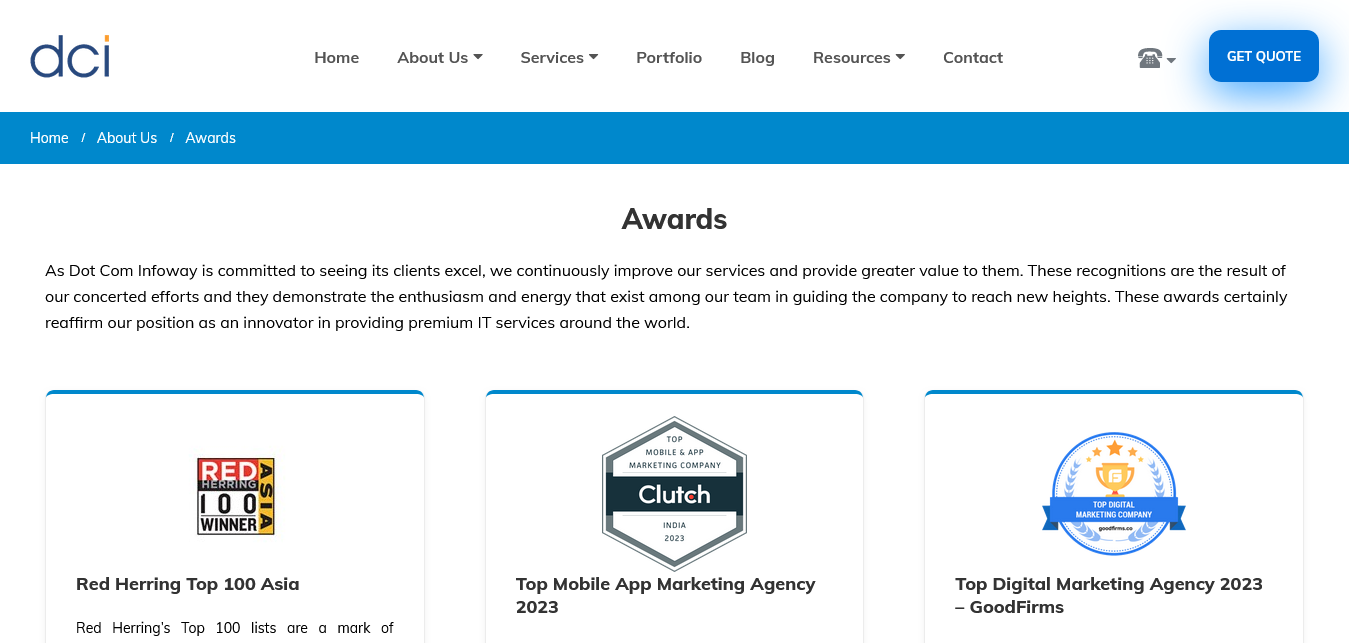 dci
Home
About Us
Services
Portfolio
Blog
Resources
Contact
GET QUOTE
Home / About Us / Awards
Awards
As Dot Com Infoway is committed to seeing its clients excel, we continuously improve our services and provide greater value to them. These recognitions are the result of
our concerted efforts and they demonstrate the enthusiasm and energy that exist among our team in guiding the company to reach new heights. These awards certainly
reaffirm our position as an innovator in providing premium IT services around the world.
RED
HERRING
100
WINNER
ASIA
Red Herring Top 100 Asia
Red Herring’s Top 100 lists are a mark of
TOP
MOBILE & APP
MARKETING COMPANY
Clutch
INDIA
2023
Top Mobile App Marketing Agency
2023
TOP DIGITAL
MARKETING COMPANY
goodfirms.co
Top Digital Marketing Agency 2023
– GoodFirms